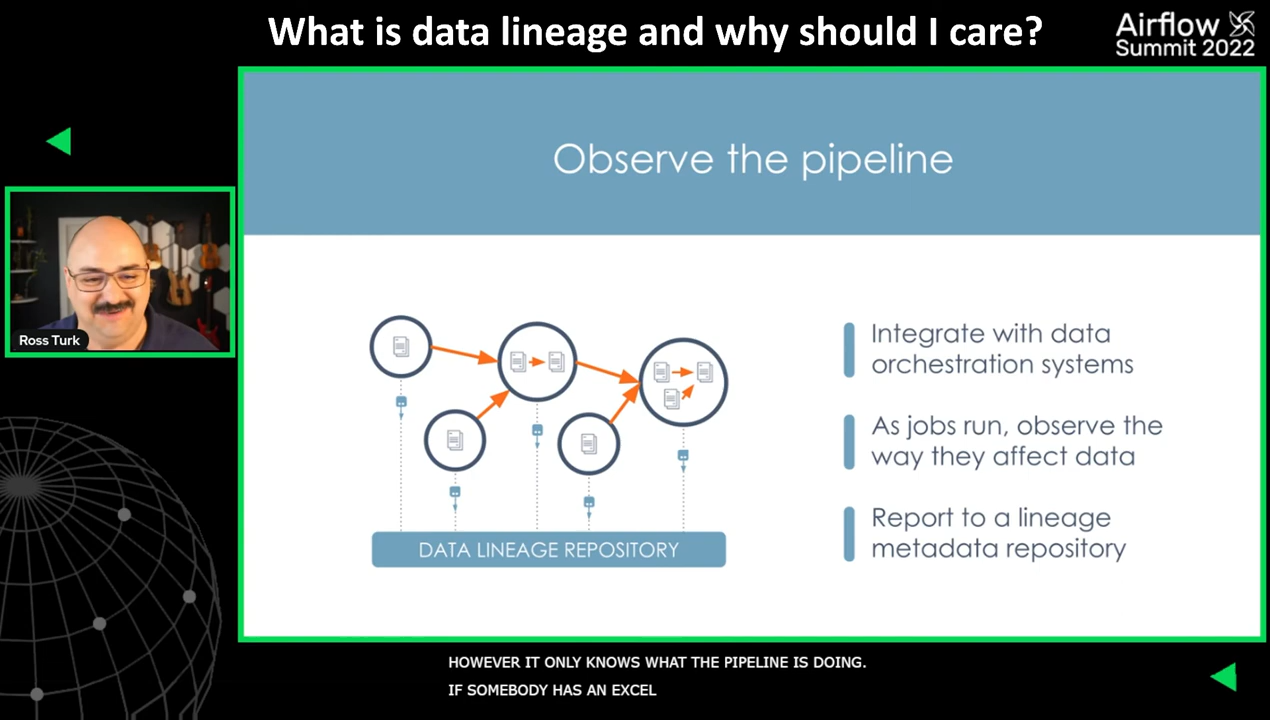 What is data lineage and why should I care?
Airflow
Summit 2022
Observe the pipeline
Ross Turk
Integrate with data
orchestration systems
As jobs run, observe the
way they affect data
Report to a lineage
metadata repository
DATA LINEAGE REPOSITORY
HOWEVER IT ONLY KNOWS WHAT THE PIPELINE IS DOING.
IF SOMEBODY HAS AN EXCEL